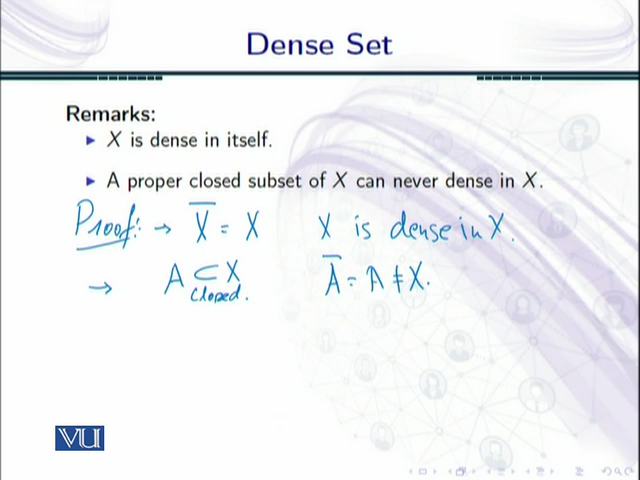 Dense Set
Remarks:
▶ X is dense in itself.
▶ A proper closed subset of X can never dense in X.
Proof: → X̅ = X X is dense in X.
→ A ⊂ X A̅ = A ≠ X.
closed.
VU